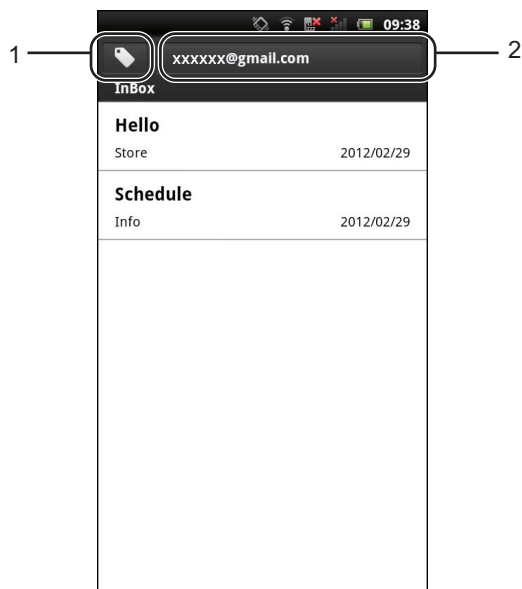 09:38
1
xxxxxx@gmail.com
2
InBox
Hello
Store 2012/02/29
Schedule
Info 2012/02/29